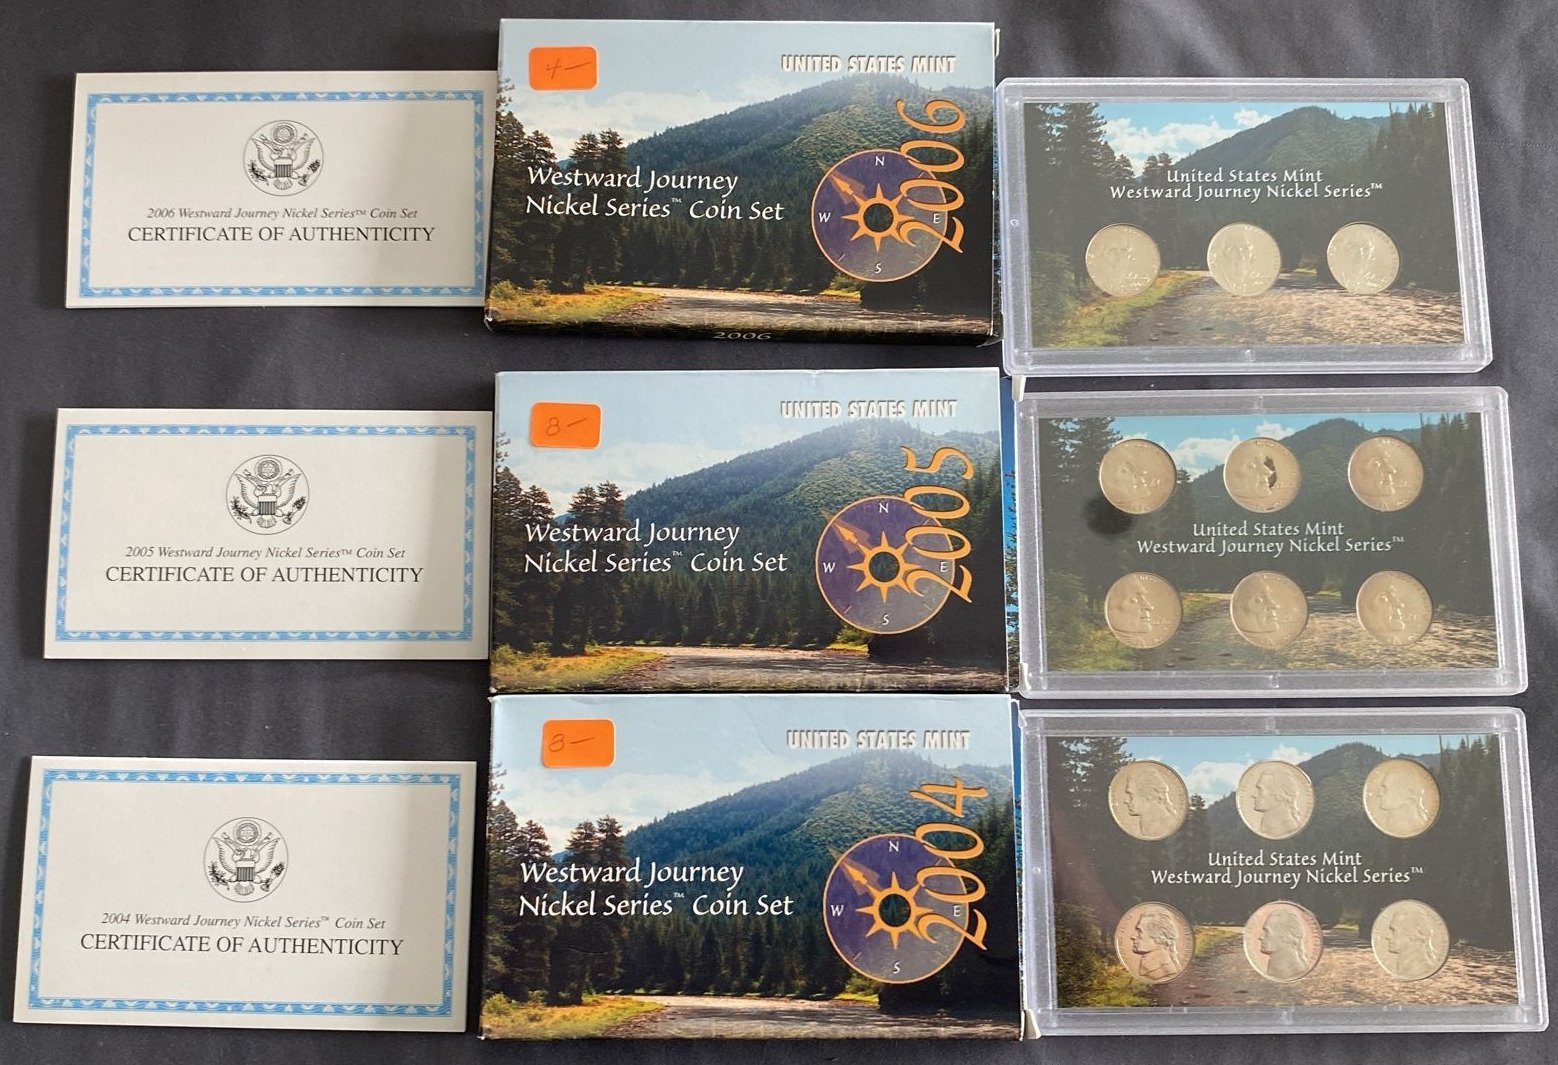 2006 Westward Journey Nickel Series™ Coin Set
CERTIFICATE OF AUTHENTICITY
4—
UNITED STATES MINT
2006
Westward Journey
Nickel Series™ Coin Set
N
W
E
S
2006
United States Mint
Westward Journey Nickel Series™
2005 Westward Journey Nickel Series™ Coin Set
CERTIFICATE OF AUTHENTICITY
8—
UNITED STATES MINT
2005
Westward Journey
Nickel Series™ Coin Set
N
W
E
S
United States Mint
Westward Journey Nickel Series™
2004 Westward Journey Nickel Series™ Coin Set
CERTIFICATE OF AUTHENTICITY
8—
UNITED STATES MINT
2004
Westward Journey
Nickel Series™ Coin Set
N
W
E
S
United States Mint
Westward Journey Nickel Series™